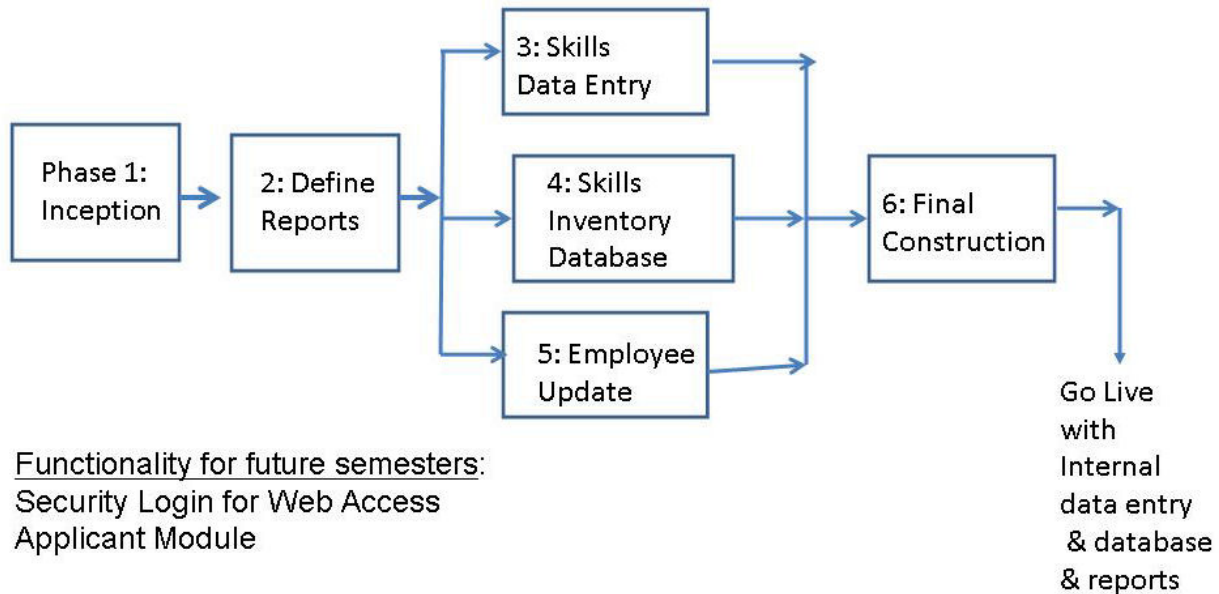 Phase 1:
Inception
2: Define
Reports
3: Skills
Data Entry
4: Skills
Inventory
Database
5: Employee
Update
6: Final
Construction
Go Live
with
Internal
data entry
& database
& reports
Functionality for future semesters:
Security Login for Web Access
Applicant Module